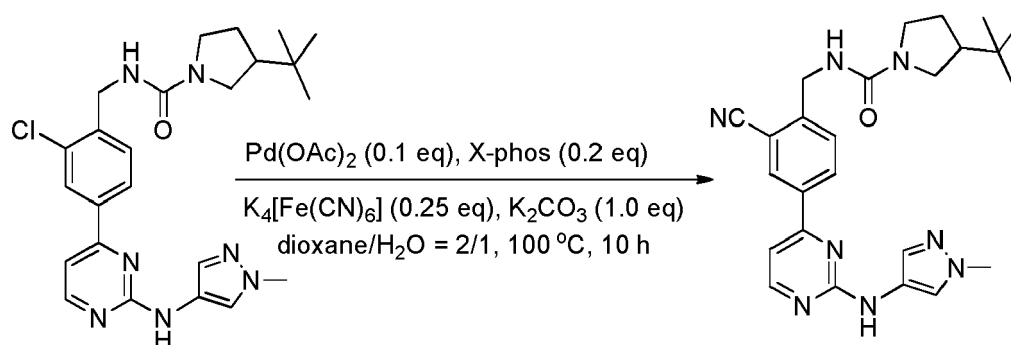 H
N
N
O
Cl
Pd(OAc)₂ (0.1 eq), X-phos (0.2 eq)
K₄[Fe(CN)₆] (0.25 eq), K₂CO₃ (1.0 eq)
dioxane/H₂O = 2/1, 100 °C, 10 h
N
N
N
H
N
N
H
N
N
O
NC
N
N
N
H
N
N